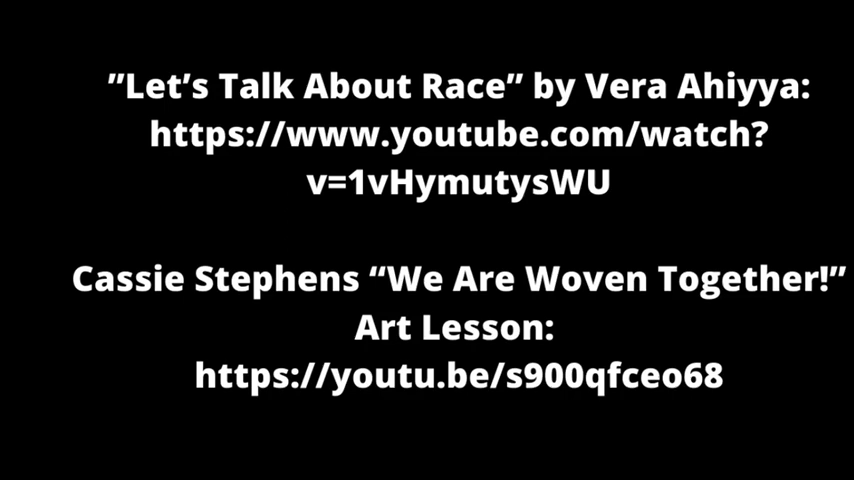 ”Let’s Talk About Race” by Vera Ahiyya:
https://www.youtube.com/watch?
v=1vHymutysWU
Cassie Stephens “We Are Woven Together!”
Art Lesson:
https://youtu.be/s900qfceo68